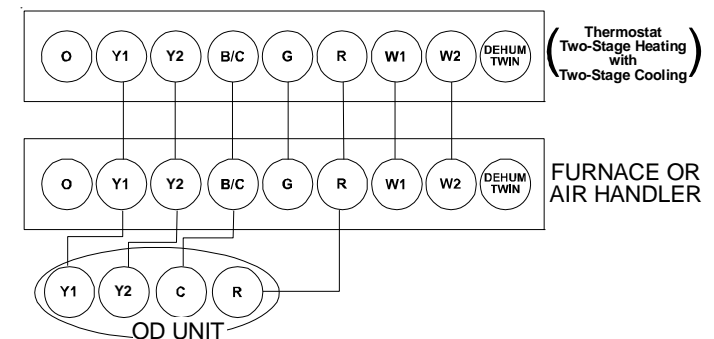 O Y1 Y2 B/C G R W1 W2 DEHUM TWIN
(Thermostat
Two-Stage Heating
with
Two-Stage Cooling)
O Y1 Y2 B/C G R W1 W2 DEHUM TWIN
FURNACE OR
AIR HANDLER
Y1 Y2 C R
OD UNIT